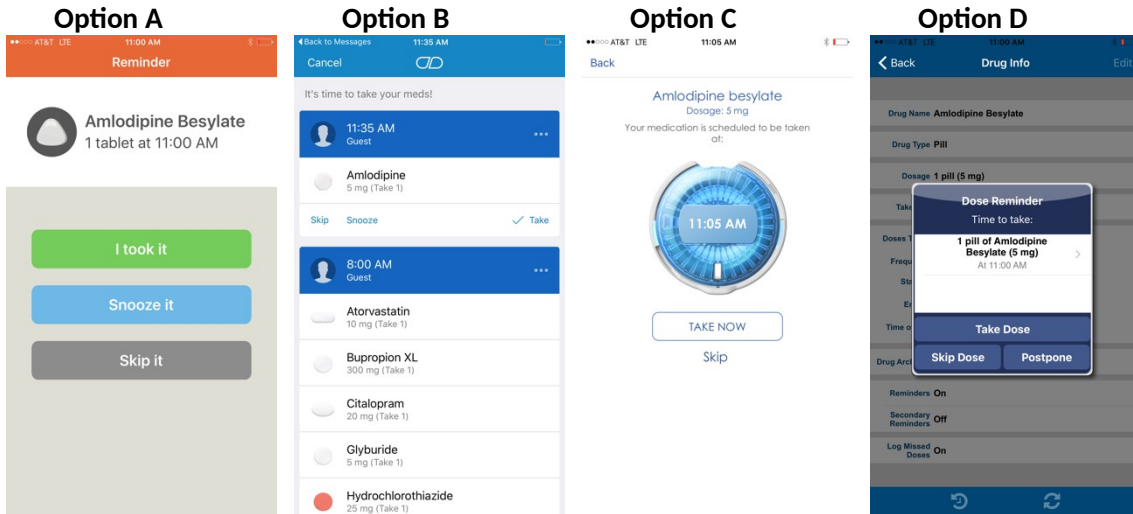 Option A
AT&T LTE 11:00 AM
Reminder
Amlodipine Besylate
1 tablet at 11:00 AM
I took it
Snooze it
Skip it
Option B
Back to Messages 11:35 AM
Cancel
It's time to take your meds!
11:35 AM
Guest
Amlodipine
5 mg (Take 1)
Skip Snooze Take
8:00 AM
Guest
Atorvastatin
10 mg (Take 1)
Bupropion XL
300 mg (Take 1)
Citalopram
20 mg (Take 1)
Glyburide
5 mg (Take 1)
Hydrochlorothiazide
25 mg (Take 1)
Option C
AT&T LTE 11:05 AM
Back
Amlodipine besylate
Dosage: 5 mg
Your medication is scheduled to be taken
at:
11:05 AM
TAKE NOW
Skip
Option D
AT&T LTE 11:00 AM
Back Drug Info Edit
Drug Name Amlodipine Besylate
Drug Type Pill
Dosage 1 pill (5 mg)
Take
Doses
Frequ
Time o
Drug Arc
Dose Reminder
Time to take:
1 pill of Amlodipine
Besylate (5 mg)
At 11:00 AM
Take Dose
Skip Dose Postpone
Reminders On
Secondary
Reminders Off
Log Missed
Doses On